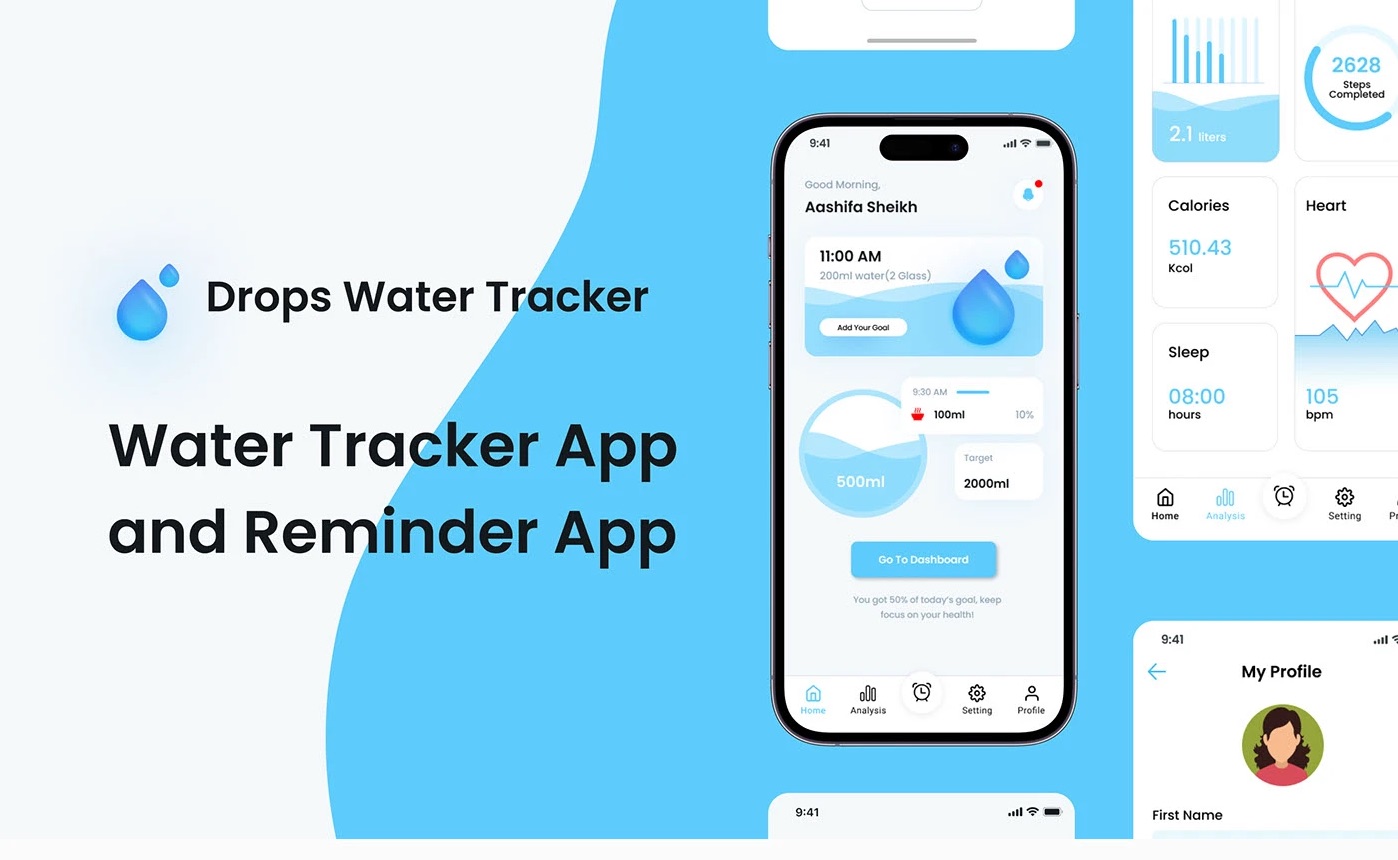 Drops Water Tracker
Water Tracker App
and Reminder App
9:41
Good Morning,
Aashifa Sheikh
11:00 AM
200ml water(2 Glass)
Add Your Goal
9:30 AM
100ml
10%
500ml
Target
2000ml
Go To Dashboard
You got 50% of today's goal, keep
focus on your health!
Home
Analysis
Setting
Profile
9:41
2.1 liters
2628
Steps
Completed
Calories
510.43
Kcol
Heart
Sleep
08:00
hours
105
bpm
Home
Analysis
Setting
9:41
My Profile
First Name